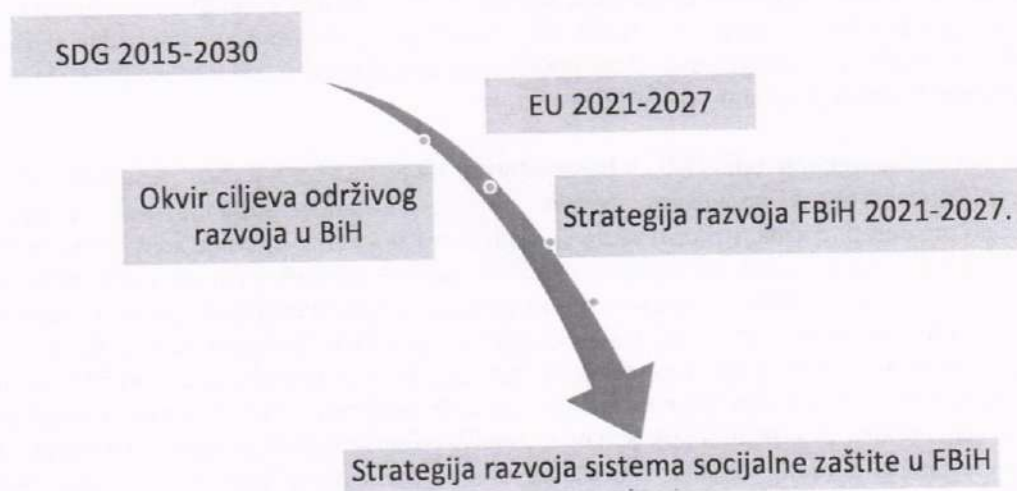 SDG 2015-2030
EU 2021-2027
Okvir ciljeva održivog
razvoja u BiH
Strategija razvoja FBiH 2021-2027.
Strategija razvoja sistema socijalne zaštite u FBiH